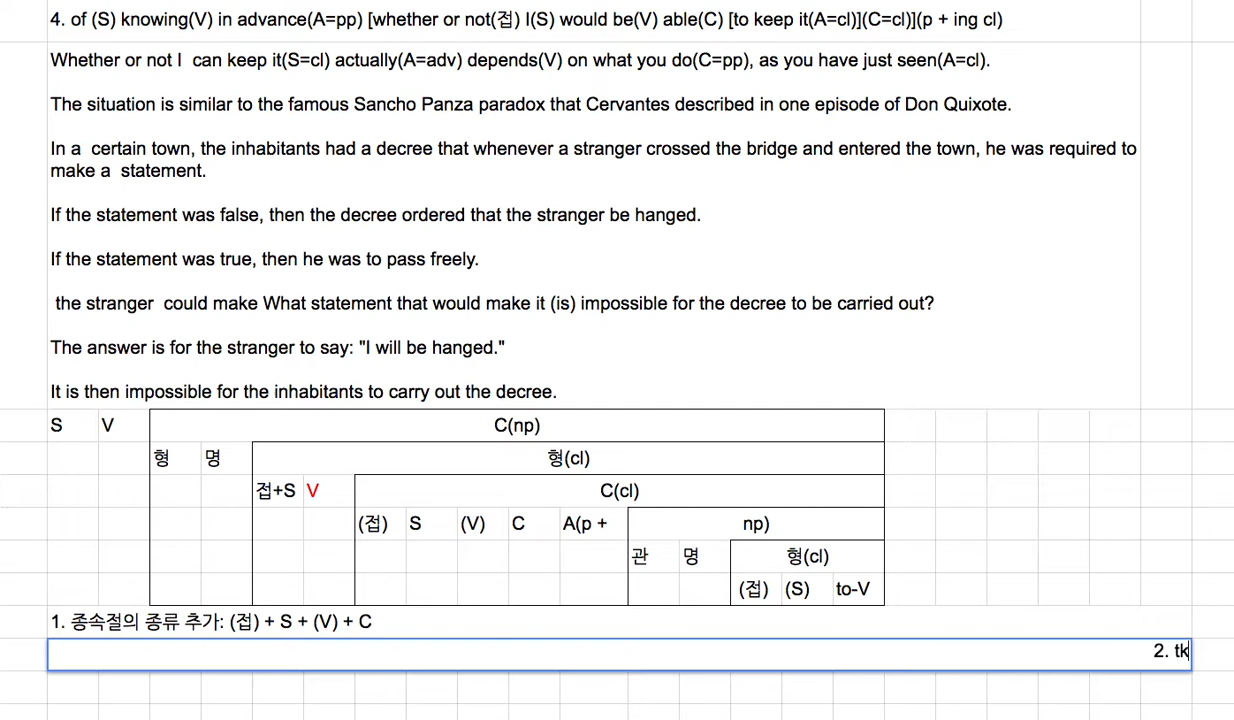 4. of (S) knowing(V) in advance(A=pp) [whether or not(접) I(S) would be(V) able(C) [to keep it(A=cl)](C=cl)](p + ing cl)
Whether or not I  can keep it(S=cl) actually(A=adv) depends(V) on what you do(C=pp), as you have just seen(A=cl).
The situation is similar to the famous Sancho Panza paradox that Cervantes described in one episode of Don Quixote.
In a  certain town, the inhabitants had a decree that whenever a stranger crossed the bridge and entered the town, he was required to
make a  statement.
If the statement was false, then the decree ordered that the stranger be hanged.
If the statement was true, then he was to pass freely.
the stranger  could make What statement that would make it (is) impossible for the decree to be carried out?
The answer is for the stranger to say: "I will be hanged."
It is then impossible for the inhabitants to carry out the decree.
S V C(np)
형 명 형(cl)
접+S V C(cl)
(접) S (V) C A(p + np)
관 명 형(cl)
(접) (S) to-V
1. 종속절의 종류 추가: (접) + S + (V) + C
2. tk